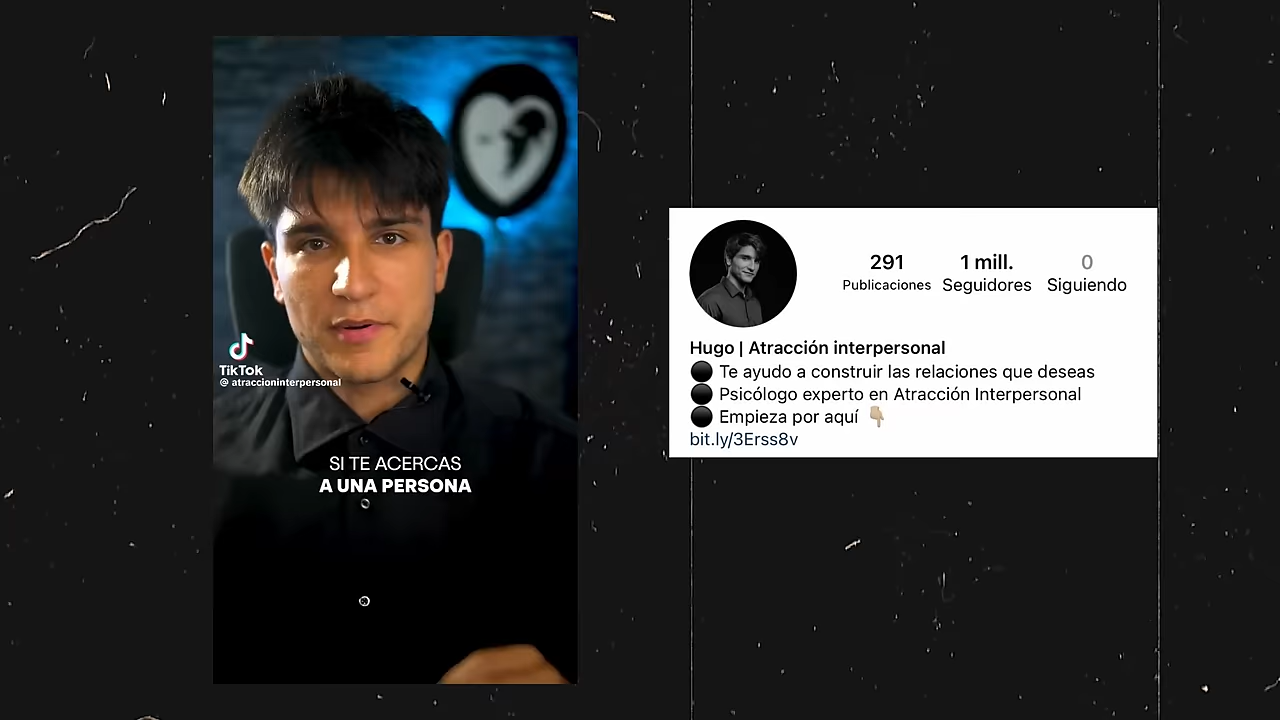 TikTok
@ atraccioninterpersonal
SI TE ACERCAS
A UNA PERSONA
291 1 mill. 0
Publicaciones Seguidores Siguiendo
Hugo | Atracción interpersonal
Te ayudo a construir las relaciones que deseas
Psicólogo experto en Atracción Interpersonal
Empieza por aquí 👇🏼
bit.ly/3Erss8v